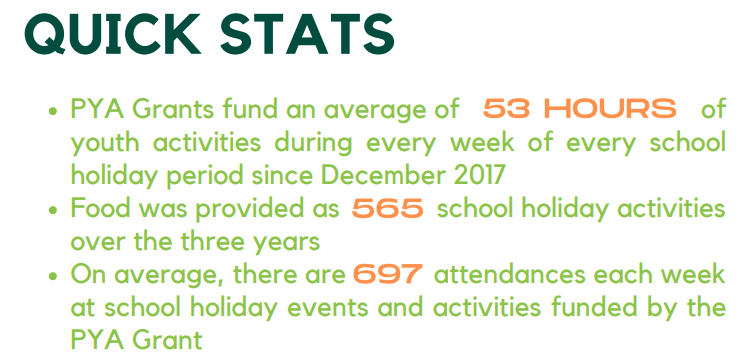 QUICK STATS
• PYA Grants fund an average of 53 HOURS of
youth activities during every week of every school
holiday period since December 2017
• Food was provided as 565 school holiday activities
over the three years
• On average, there are 697 attendances each week
at school holiday events and activities funded by the
PYA Grant